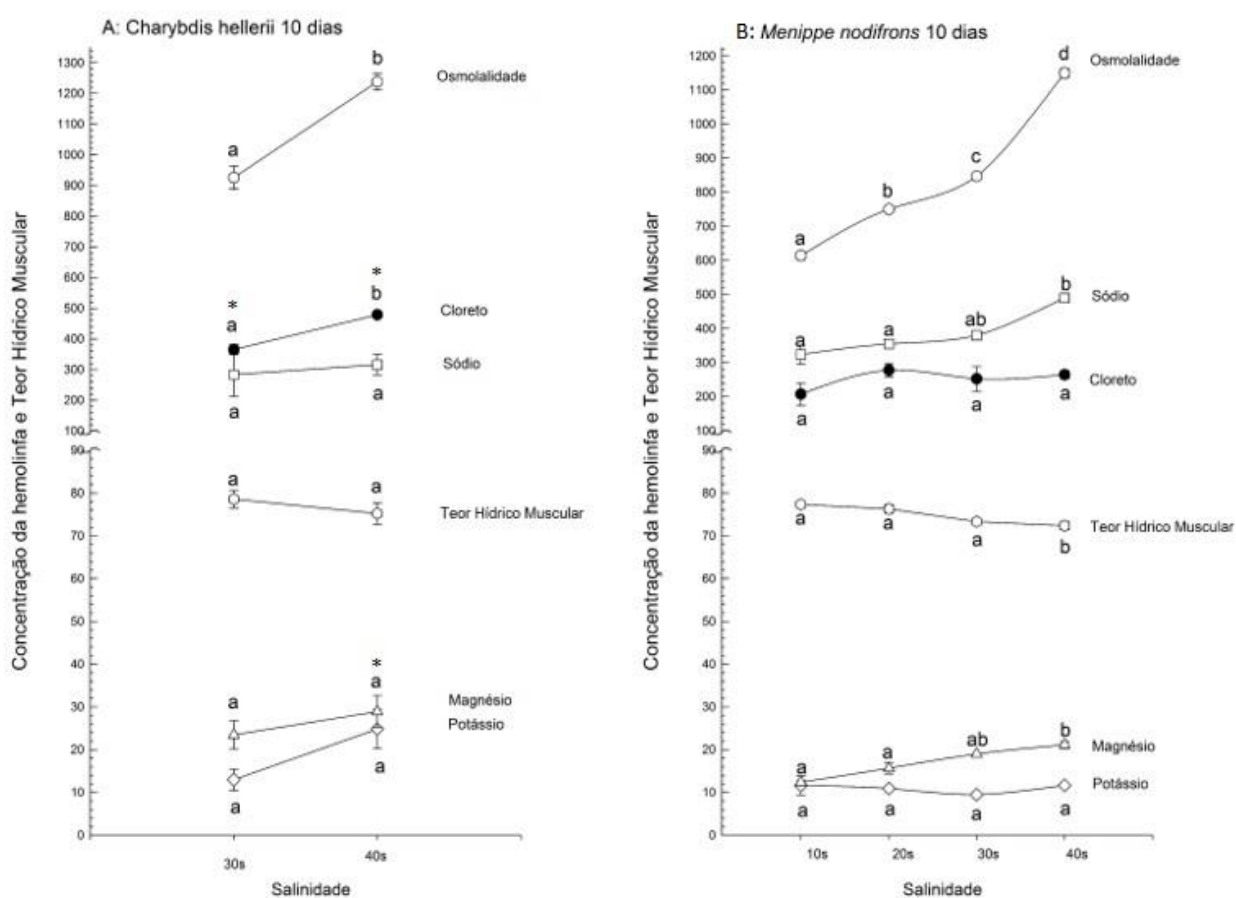 A: Charybdis hellerii 10 dias
Concentração da hemolinfa e Teor Hídrico Muscular
1300
1200
1100
1000
900
800
700
600
500
400
300
200
100
90
80
70
60
50
40
30
20
10
0
a
b
Osmolalidade
*
a
*
b
Cloreto
Sódio
a
a
a
a
Teor Hídrico Muscular
a
*
a
Magnésio
Potássio
a
a
30s
40s
Salinidade
B: Menippe nodifrons 10 dias
Concentração da hemolinfa e Teor Hídrico Muscular
1200
1100
1000
900
800
700
600
500
400
300
200
100
90
80
70
60
50
40
30
20
10
0
a
b
c
d
Osmolalidade
a
a
ab
b
Sódio
Cloreto
a
a
a
a
Teor Hídrico Muscular
a
a
a
b
a
a
ab
b
Magnésio
Potássio
a
a
a
a
10s
20s
30s
40s
Salinidade